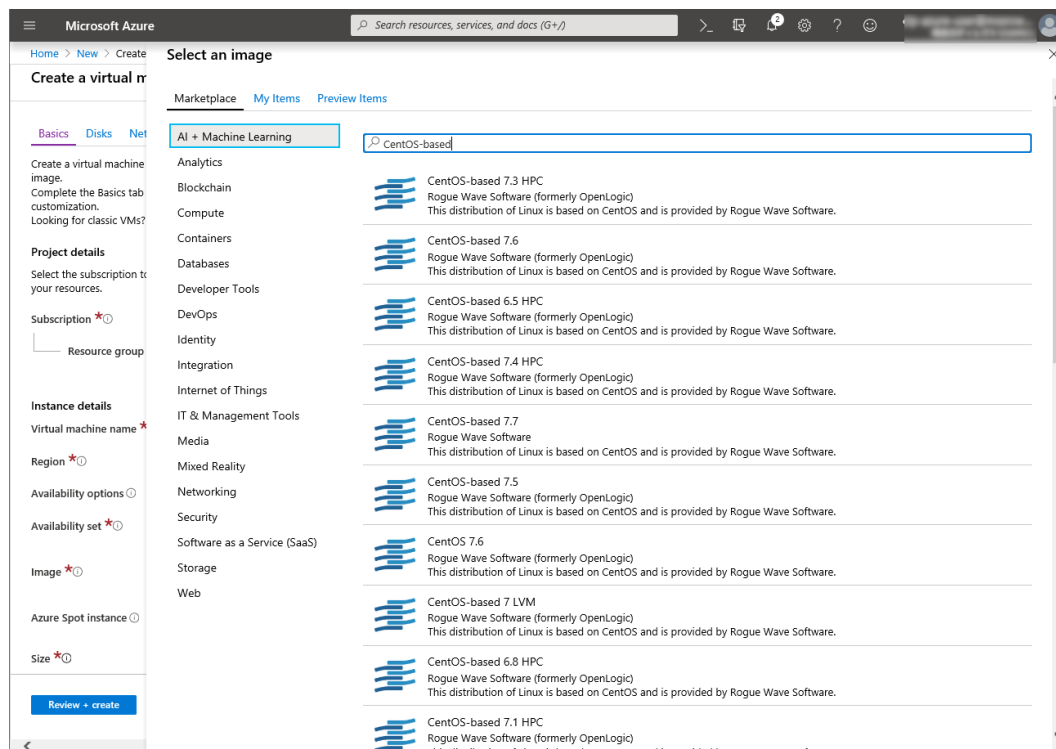 Microsoft Azure
Search resources, services, and docs (G+/)
2
Home > New > Create
Create a virtual m
Basics Disks Net
Create a virtual machine
image.
Complete the Basics tab
customization.
Looking for classic VMs?
Project details
Select the subscription to
your resources.
Subscription *
Resource group
Instance details
Virtual machine name *
Region *
Availability options
Availability set *
Image *
Azure Spot instance
Size *
Review + create
Select an image
Marketplace My Items Preview Items
AI + Machine Learning
Analytics
Blockchain
Compute
Containers
Databases
Developer Tools
DevOps
Identity
Integration
Internet of Things
IT & Management Tools
Media
Mixed Reality
Networking
Security
Software as a Service (SaaS)
Storage
Web
CentOS-based
CentOS-based 7.3 HPC
Rogue Wave Software (formerly OpenLogic)
This distribution of Linux is based on CentOS and is provided by Rogue Wave Software.
CentOS-based 7.6
Rogue Wave Software (formerly OpenLogic)
This distribution of Linux is based on CentOS and is provided by Rogue Wave Software.
CentOS-based 6.5 HPC
Rogue Wave Software (formerly OpenLogic)
This distribution of Linux is based on CentOS and is provided by Rogue Wave Software.
CentOS-based 7.4 HPC
Rogue Wave Software (formerly OpenLogic)
This distribution of Linux is based on CentOS and is provided by Rogue Wave Software.
CentOS-based 7.7
Rogue Wave Software
This distribution of Linux is based on CentOS and is provided by Rogue Wave Software.
CentOS-based 7.5
Rogue Wave Software (formerly OpenLogic)
This distribution of Linux is based on CentOS and is provided by Rogue Wave Software.
CentOS 7.6
Rogue Wave Software (formerly OpenLogic)
This distribution of Linux is based on CentOS and is provided by Rogue Wave Software.
CentOS-based 7 LVM
Rogue Wave Software (formerly OpenLogic)
This distribution of Linux is based on CentOS and is provided by Rogue Wave Software.
CentOS-based 6.8 HPC
Rogue Wave Software (formerly OpenLogic)
This distribution of Linux is based on CentOS and is provided by Rogue Wave Software.
CentOS-based 7.1 HPC
Rogue Wave Software (formerly OpenLogic)